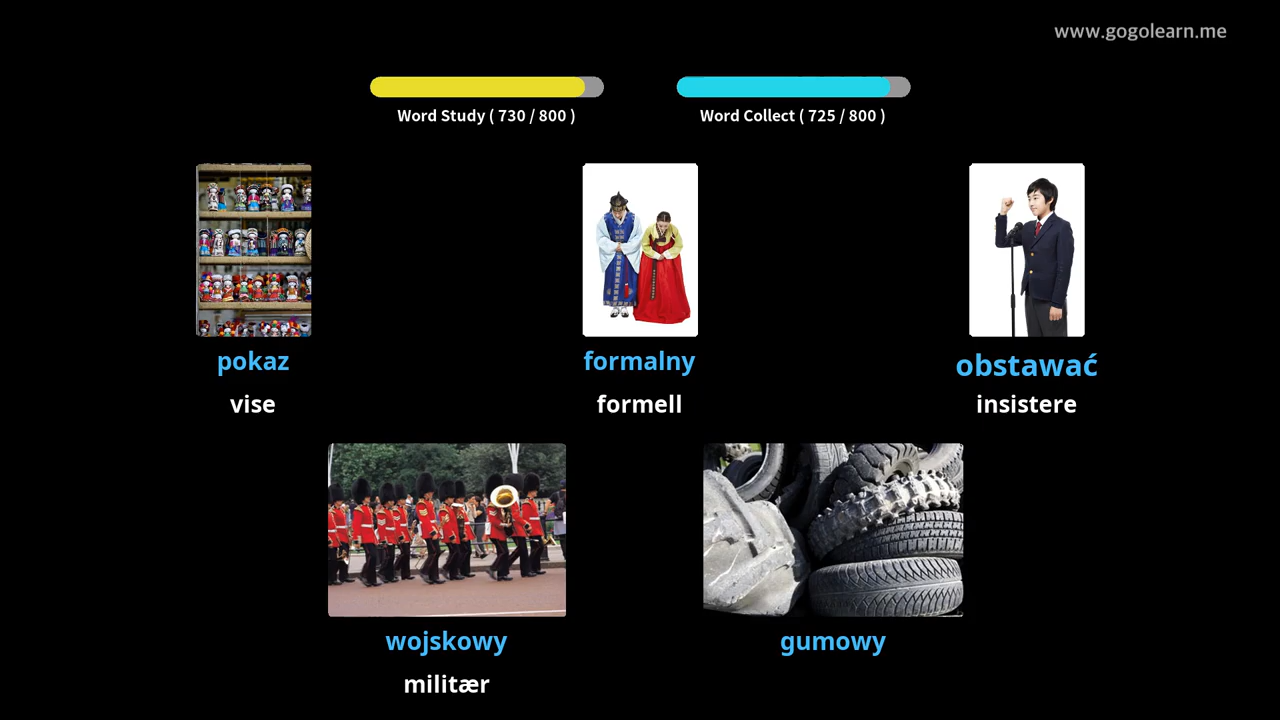 www.gogolearn.me
Word Study ( 730 / 800 )
Word Collect ( 725 / 800 )
pokaz
formalny
obstawać
vise
formell
insistere
wojskowy
gumowy
militær